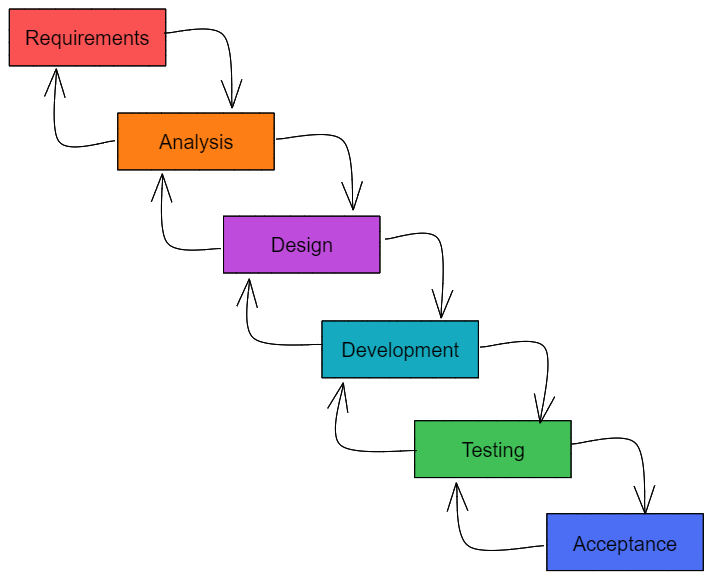 Requirements
Analysis
Design
Development
Testing
Acceptance